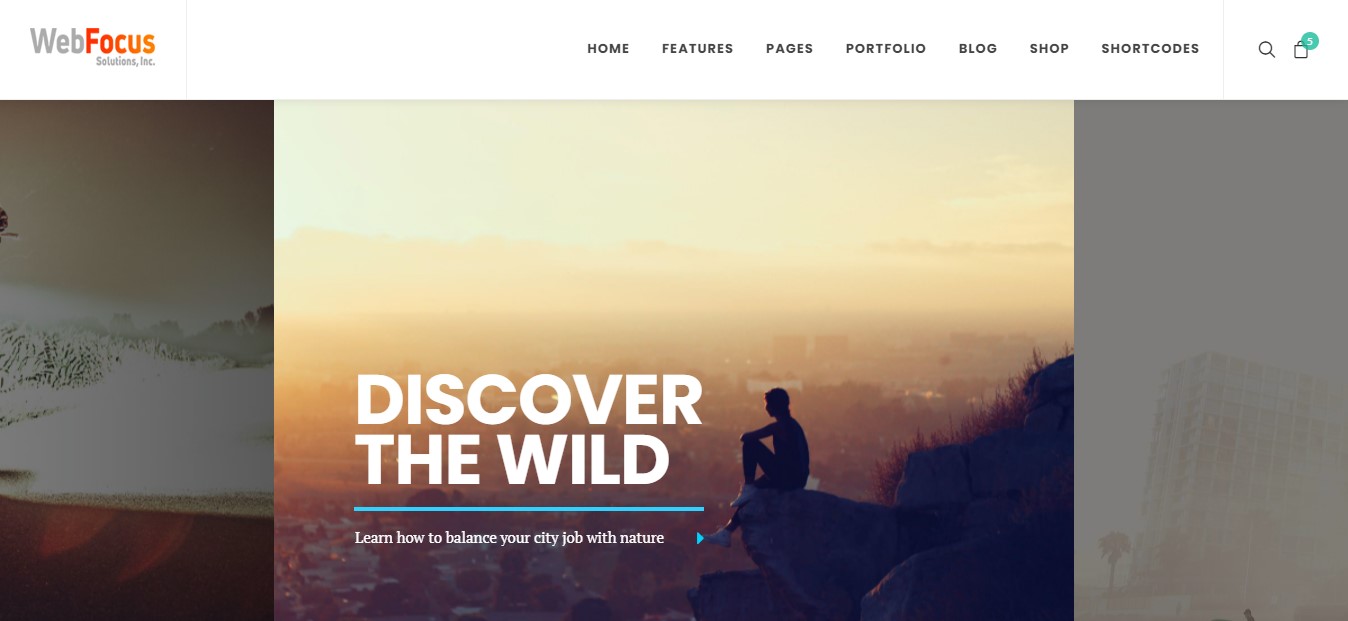 WebFocus
Solutions, Inc.
HOME FEATURES PAGES PORTFOLIO BLOG SHOP SHORTCODES
5
DISCOVER
THE WILD
Learn how to balance your city job with nature